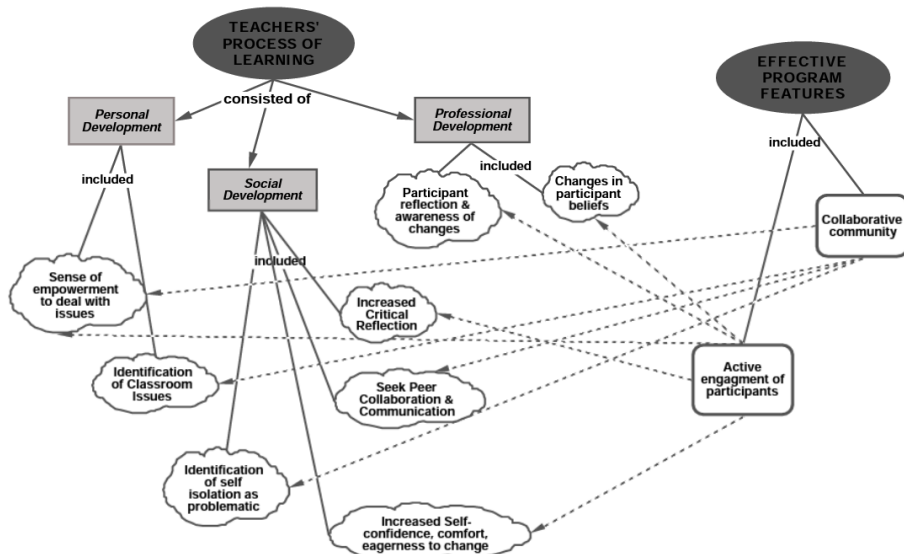 TEACHERS'
PROCESS OF
LEARNING
EFFECTIVE
PROGRAM
FEATURES
consisted of
Personal
Development
Professional
Development
included
included
included
Social
Development
Participant
reflection &
awareness of
changes
Changes in
participant
beliefs
Collaborative
community
included
Sense of
empowerment
to deal with
issues
Increased
Critical
Reflection
Identification
of Classroom
Issues
Seek Peer
Collaboration &
Communication
Active
engagment of
participants
Identification
of self
isolation as
problematic
Increased Self-
confidence, comfort,
eagerness to change